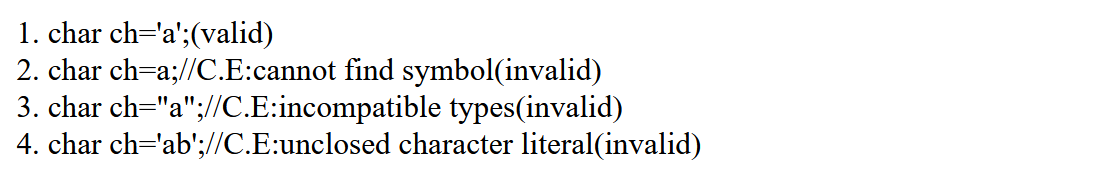 1. char ch='a';(valid)
2. char ch=a;//C.E:cannot find symbol(invalid)
3. char ch="a";//C.E:incompatible types(invalid)
4. char ch='ab';//C.E:unclosed character literal(invalid)